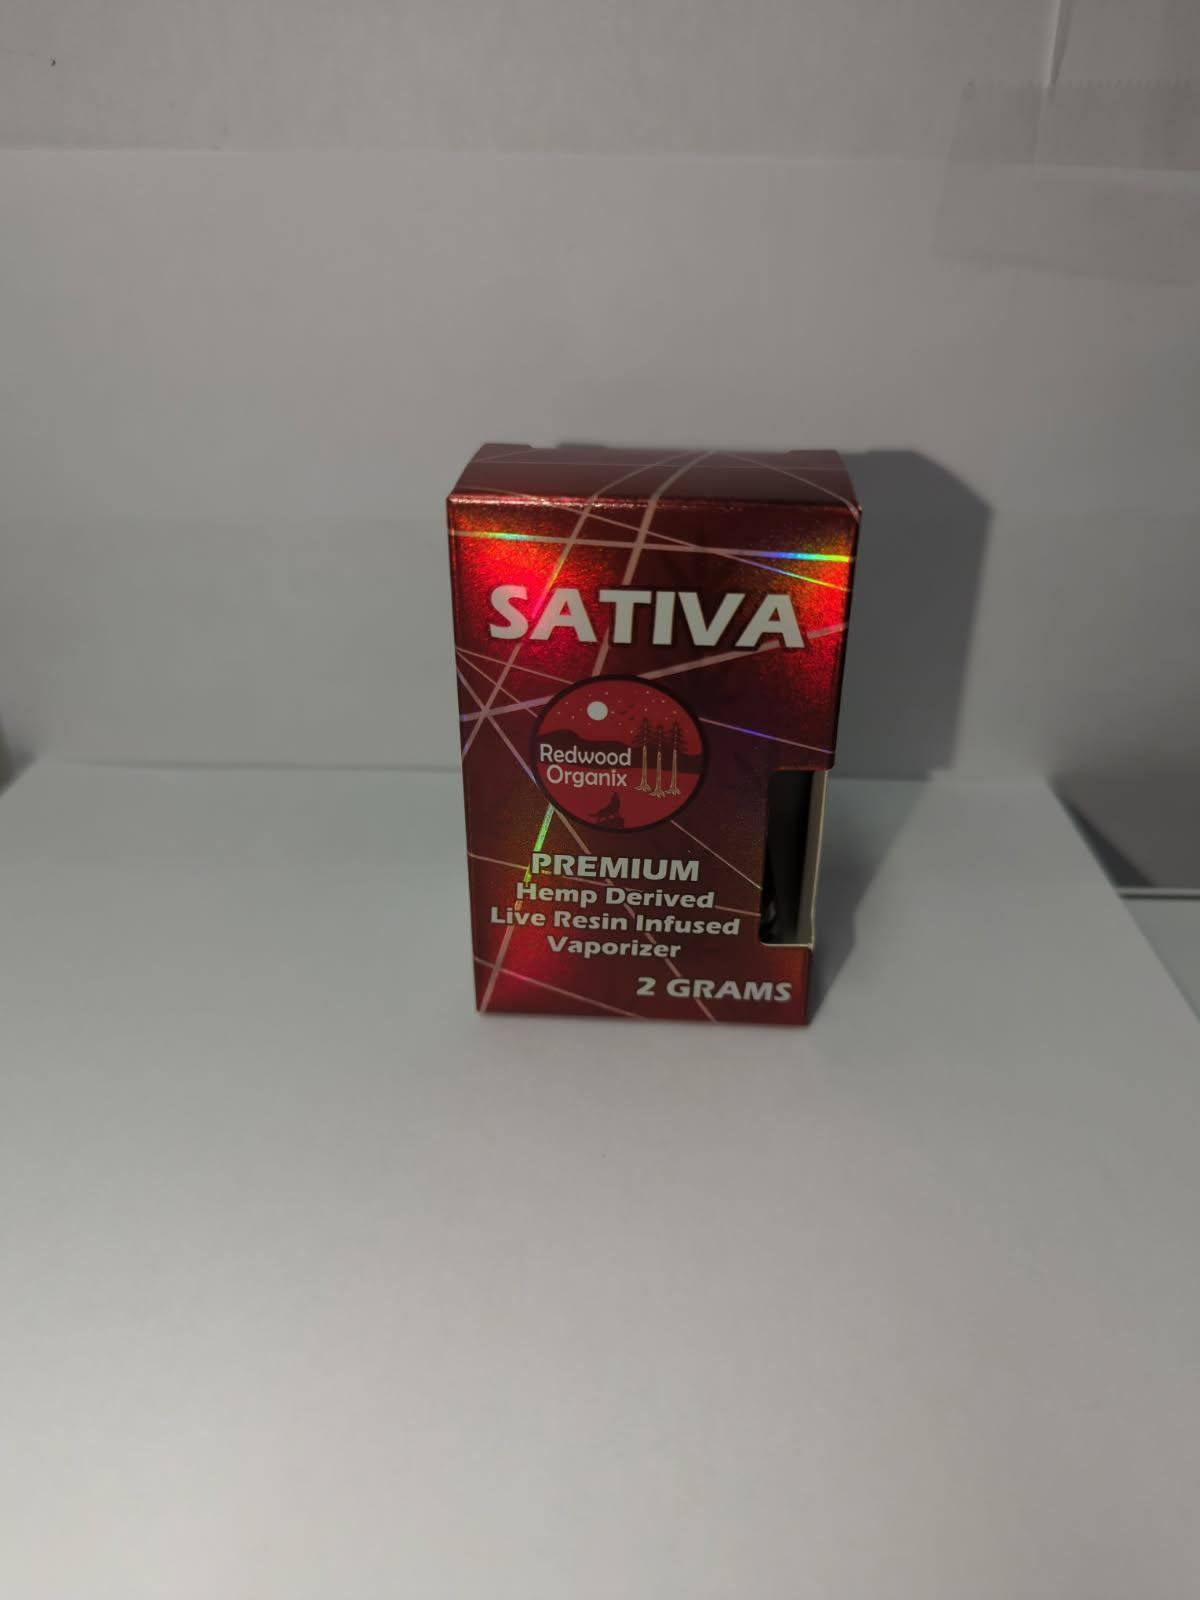 SATIVA
Redwood
Organix
PREMIUM
Hemp Derived
Live Resin Infused
Vaporizer
2 GRAMS